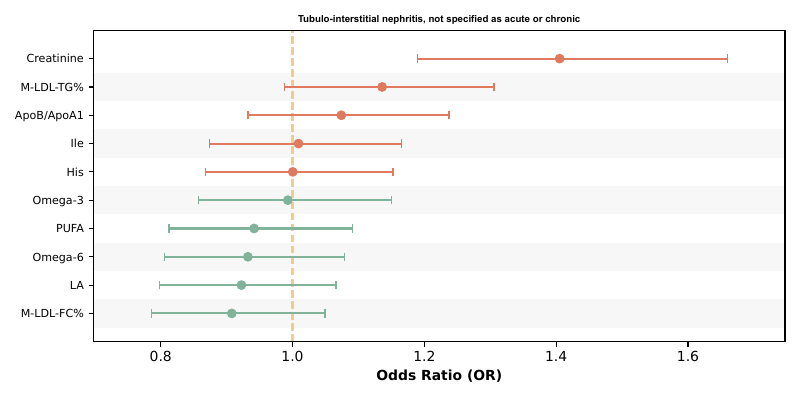 Tubulo-interstitial nephritis, not specified as acute or chronic
Creatinine
M-LDL-TG%
ApoB/ApoA1
Ile
His
Omega-3
PUFA
Omega-6
LA
M-LDL-FC%
0.8 1.0 1.2 1.4 1.6
Odds Ratio (OR)